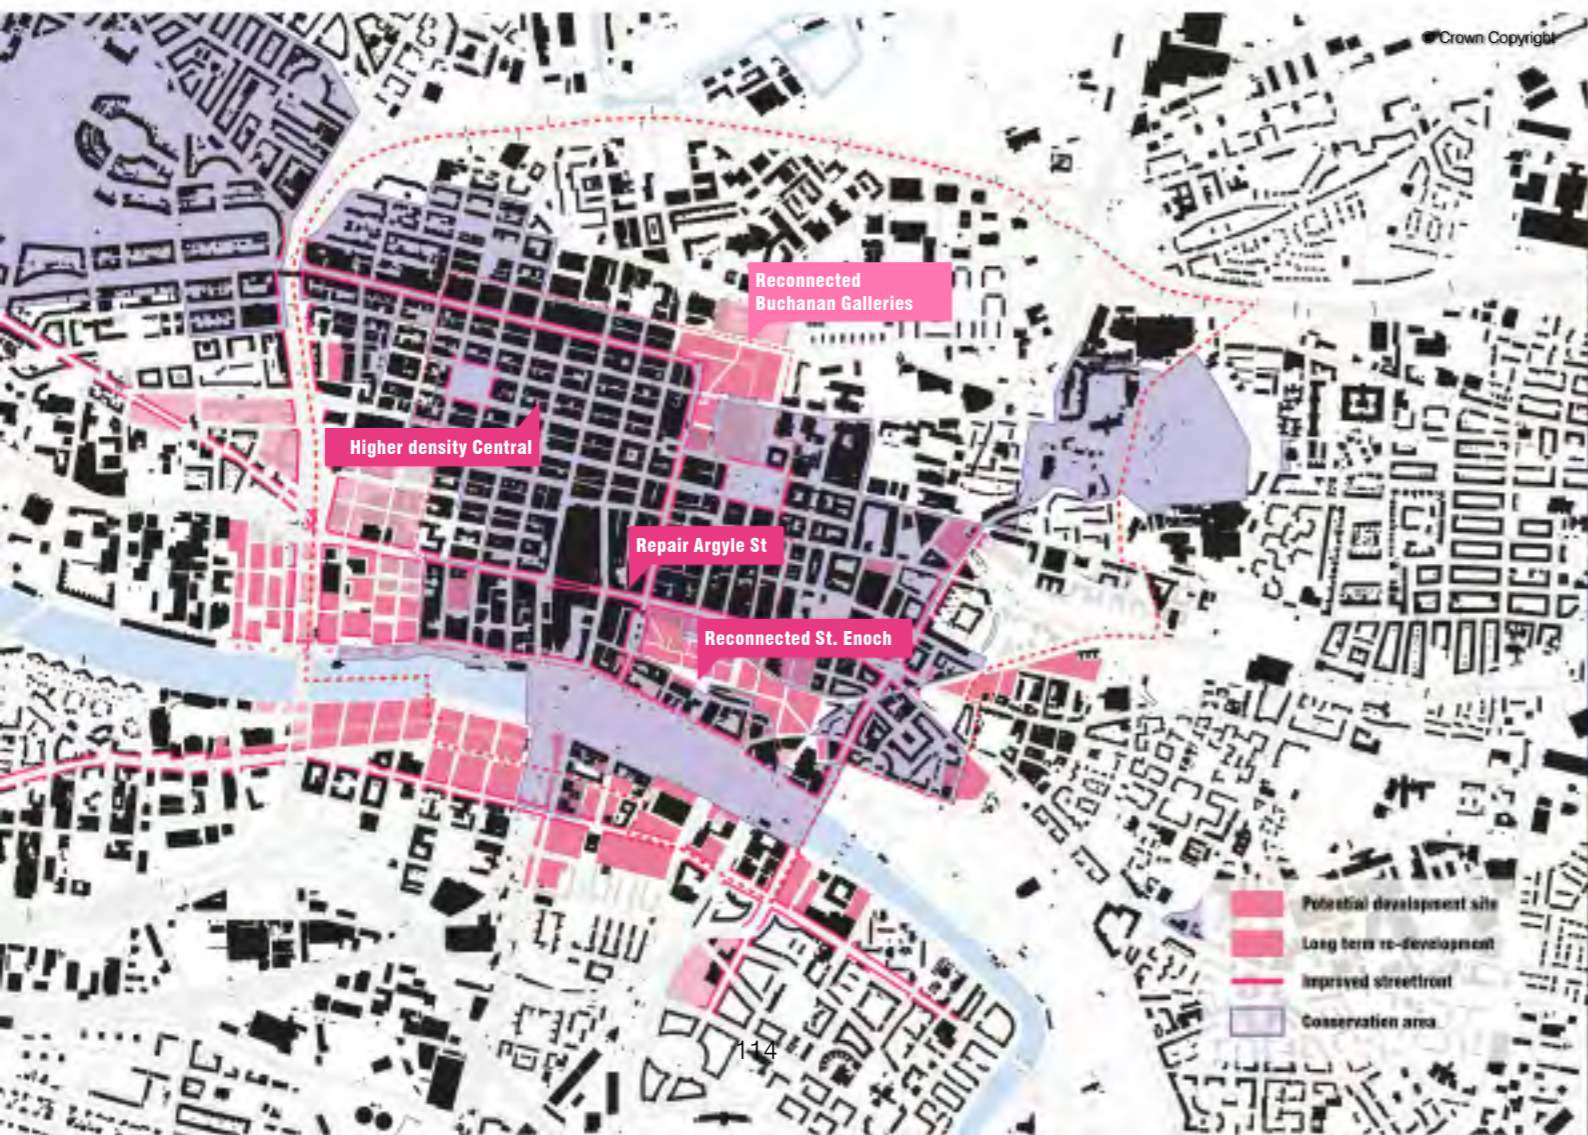 © Crown Copyright
Reconnected
Buchanan Galleries
Higher density Central
Repair Argyle St
Reconnected St. Enoch
Potential development site
Long term re-development
Improved streetfront
Conservation area
114